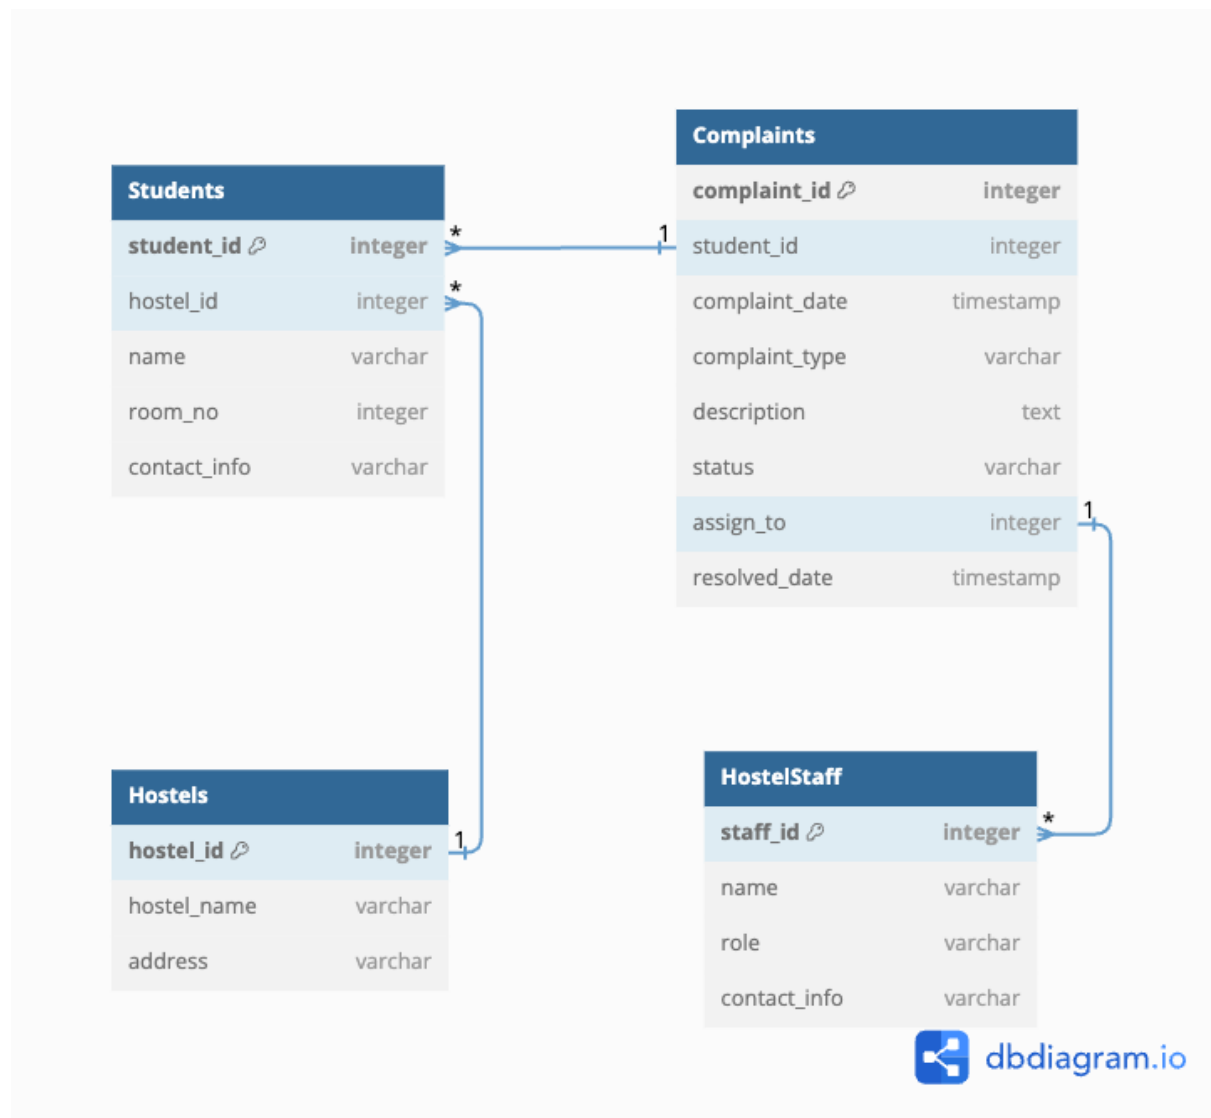 Students
student_id integer
hostel_id integer
name varchar
room_no integer
contact_info varchar
*
*
1
Complaints
complaint_id integer
student_id integer
complaint_date timestamp
complaint_type varchar
description text
status varchar
assign_to integer
resolved_date timestamp
1
Hostels
hostel_id integer
hostel_name varchar
address varchar
1
HostelStaff
staff_id integer
name varchar
role varchar
contact_info varchar
*
dbdiagram.io